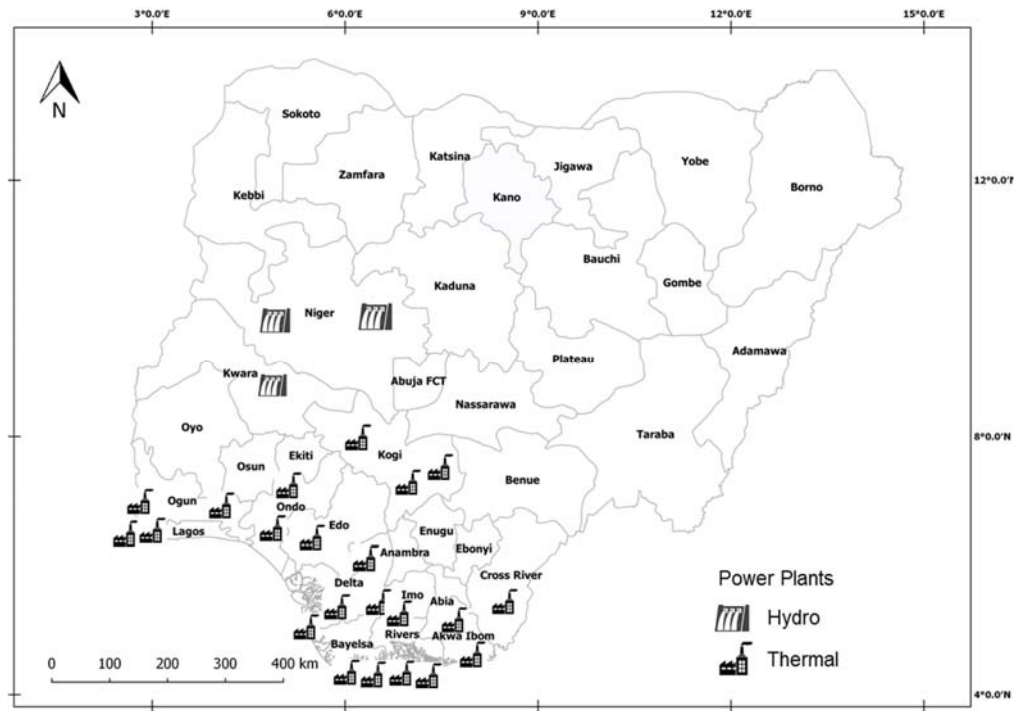 3°0.0'E 6°0.0'E 9°0.0'E 12°0.0'E 15°0.0'E
N
Sokoto
Katsina
Yobe
Jigawa
Zamfara
12°0.0'N
Borno
Kebbi
Kano
Bauchi
Gombe
Kaduna
Niger
Adamawa
Plateau
Kwara
Abuja FCT
Nassarawa
Oyo
Taraba
8°0.0'N
Ekiti
Kogi
Osun
Benue
Ogun
Ondo
Edo
Lagos
Enugu
Anambra
Ebonyi
Cross River
Delta
Imo
Abia
Rivers
Akwa Ibom
Bayelsa
Power Plants
Hydro
Thermal
0 100 200 300 400 km
4°0.0'N